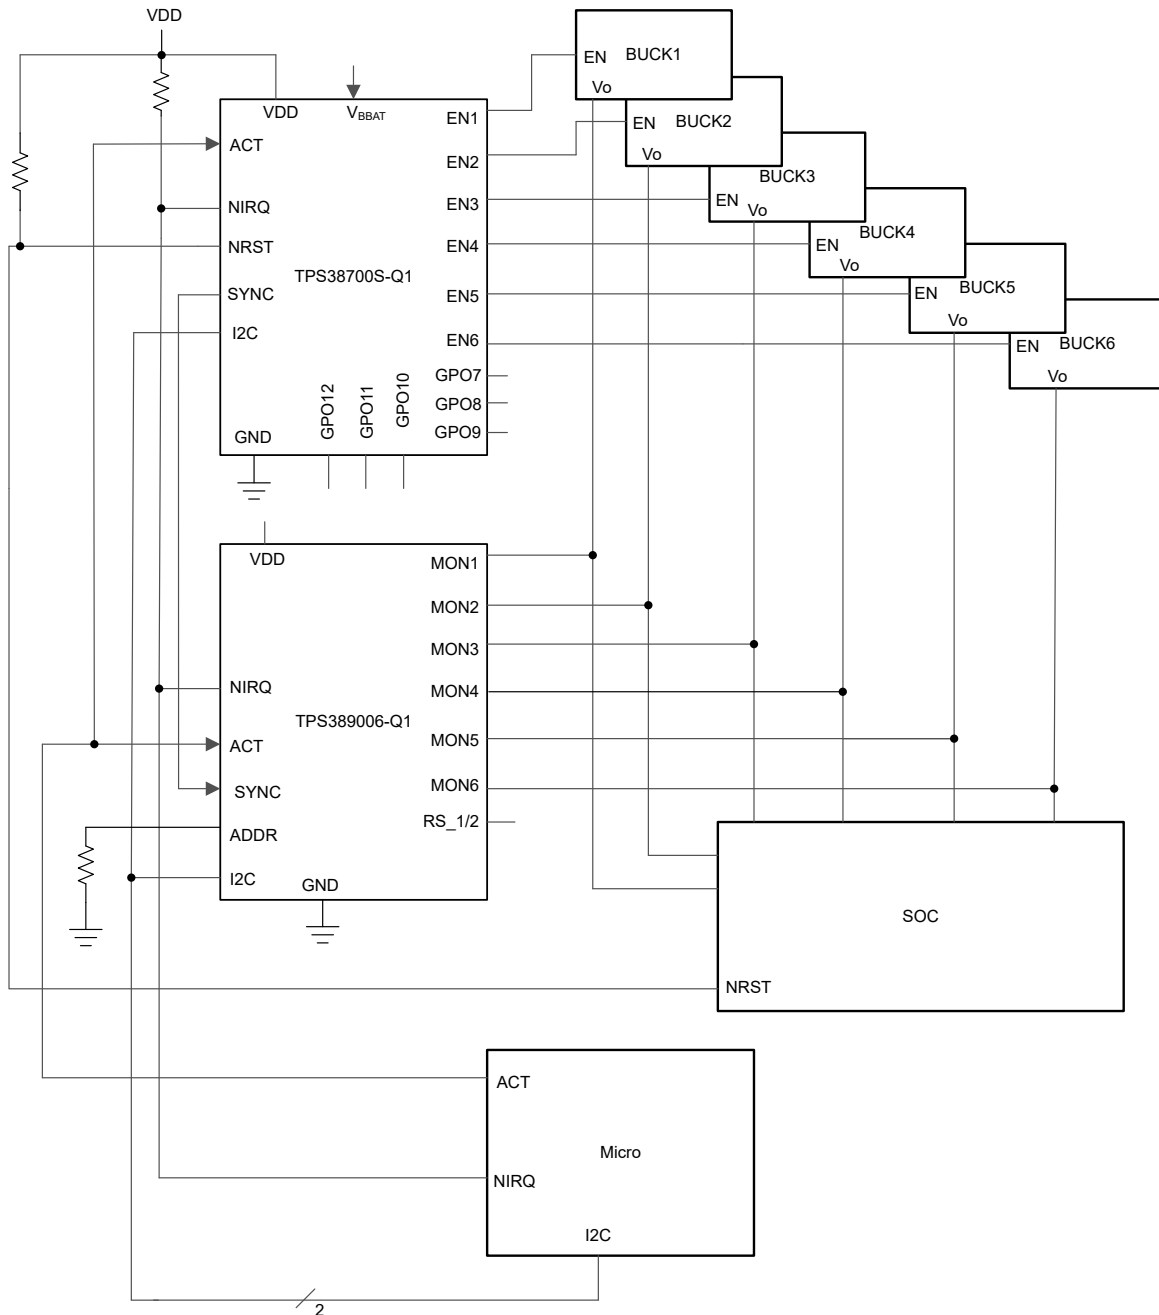 VDD
VDD
VBBAT
ACT
NIRQ
NRST
SYNC
I2C
GND
TPS38700S-Q1
EN1
EN2
EN3
EN4
EN5
EN6
GPO7
GPO8
GPO9
GPO12
GPO11
GPO10
EN
BUCK1
Vo
EN
BUCK2
Vo
EN
BUCK3
Vo
EN
BUCK4
Vo
EN
BUCK5
Vo
EN
BUCK6
Vo
VDD
NIRQ
ACT
SYNC
ADDR
I2C
GND
TPS389006-Q1
MON1
MON2
MON3
MON4
MON5
MON6
RS_1/2
SOC
NRST
ACT
Micro
NIRQ
I2C
2